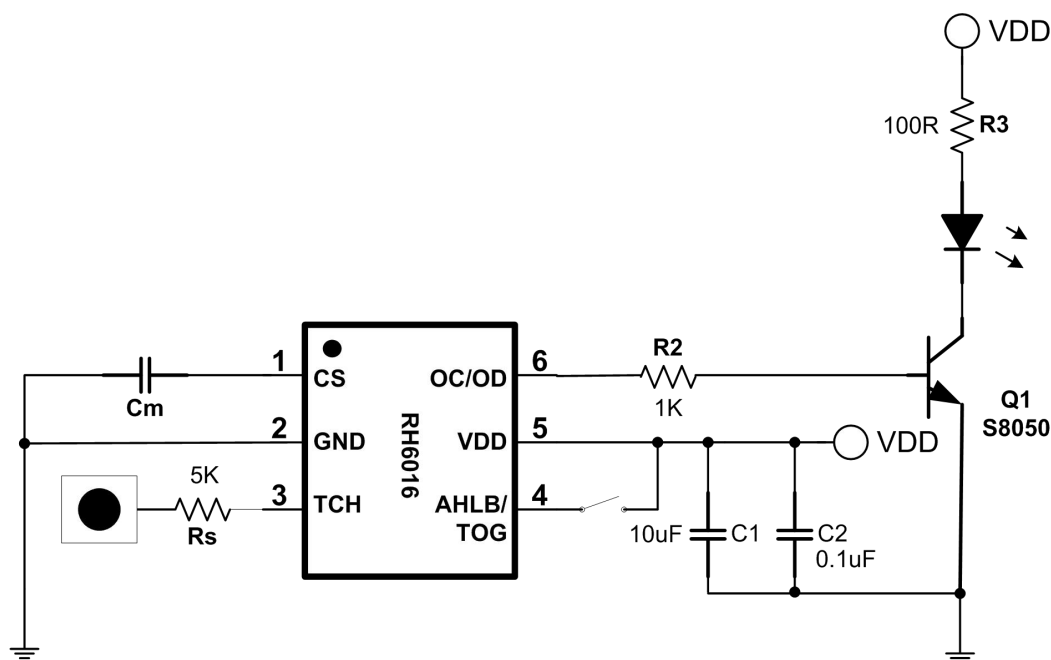 VDD
100R
R3
1
CS
Cm
2
GND
5K
3
TCH
Rs
RH6016
OC/OD
6
VDD
5
AHLB/
TOG
4
R2
1K
VDD
10uF
C1
C2
0.1uF
Q1
S8050